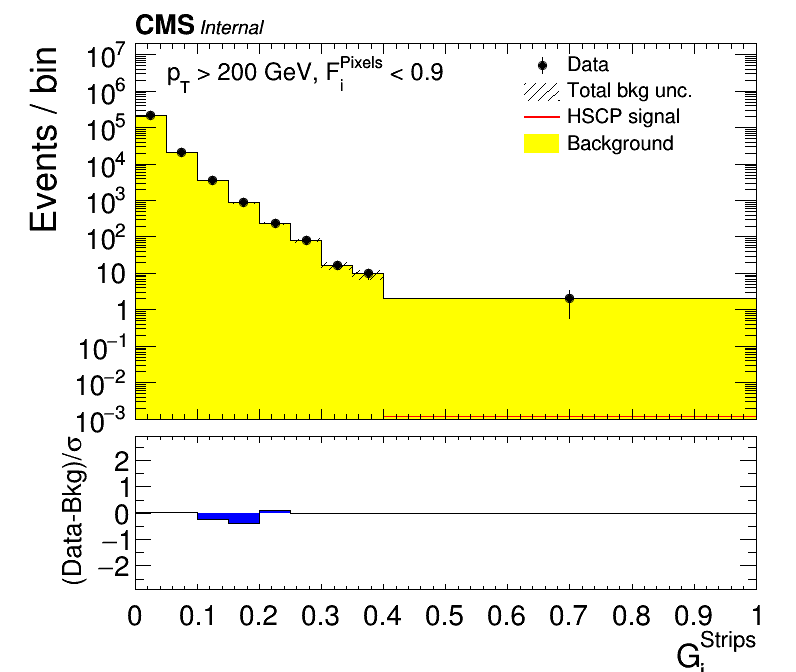 CMS Internal
p_T > 200 GeV, F_i^Pixels < 0.9
Data
Total bkg unc.
HSCP signal
Background
Events / bin
10^7
10^6
10^5
10^4
10^3
10^2
10
1
10^−1
10^−2
10^−3
(Data-Bkg)/σ
2
1
0
−1
−2
0 0.1 0.2 0.3 0.4 0.5 0.6 0.7 0.8 0.9 1
G_i^Strips